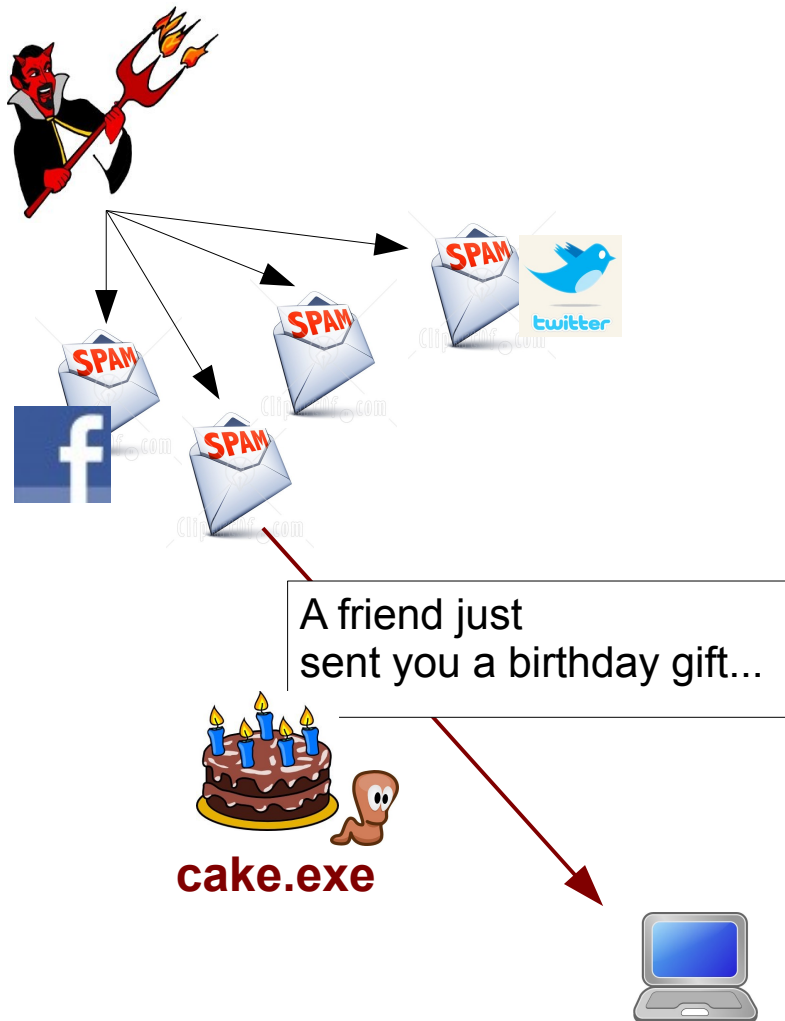 SPAM
twitter
SPAM
SPAM
f
SPAM
A friend just
sent you a birthday gift...
cake.exe